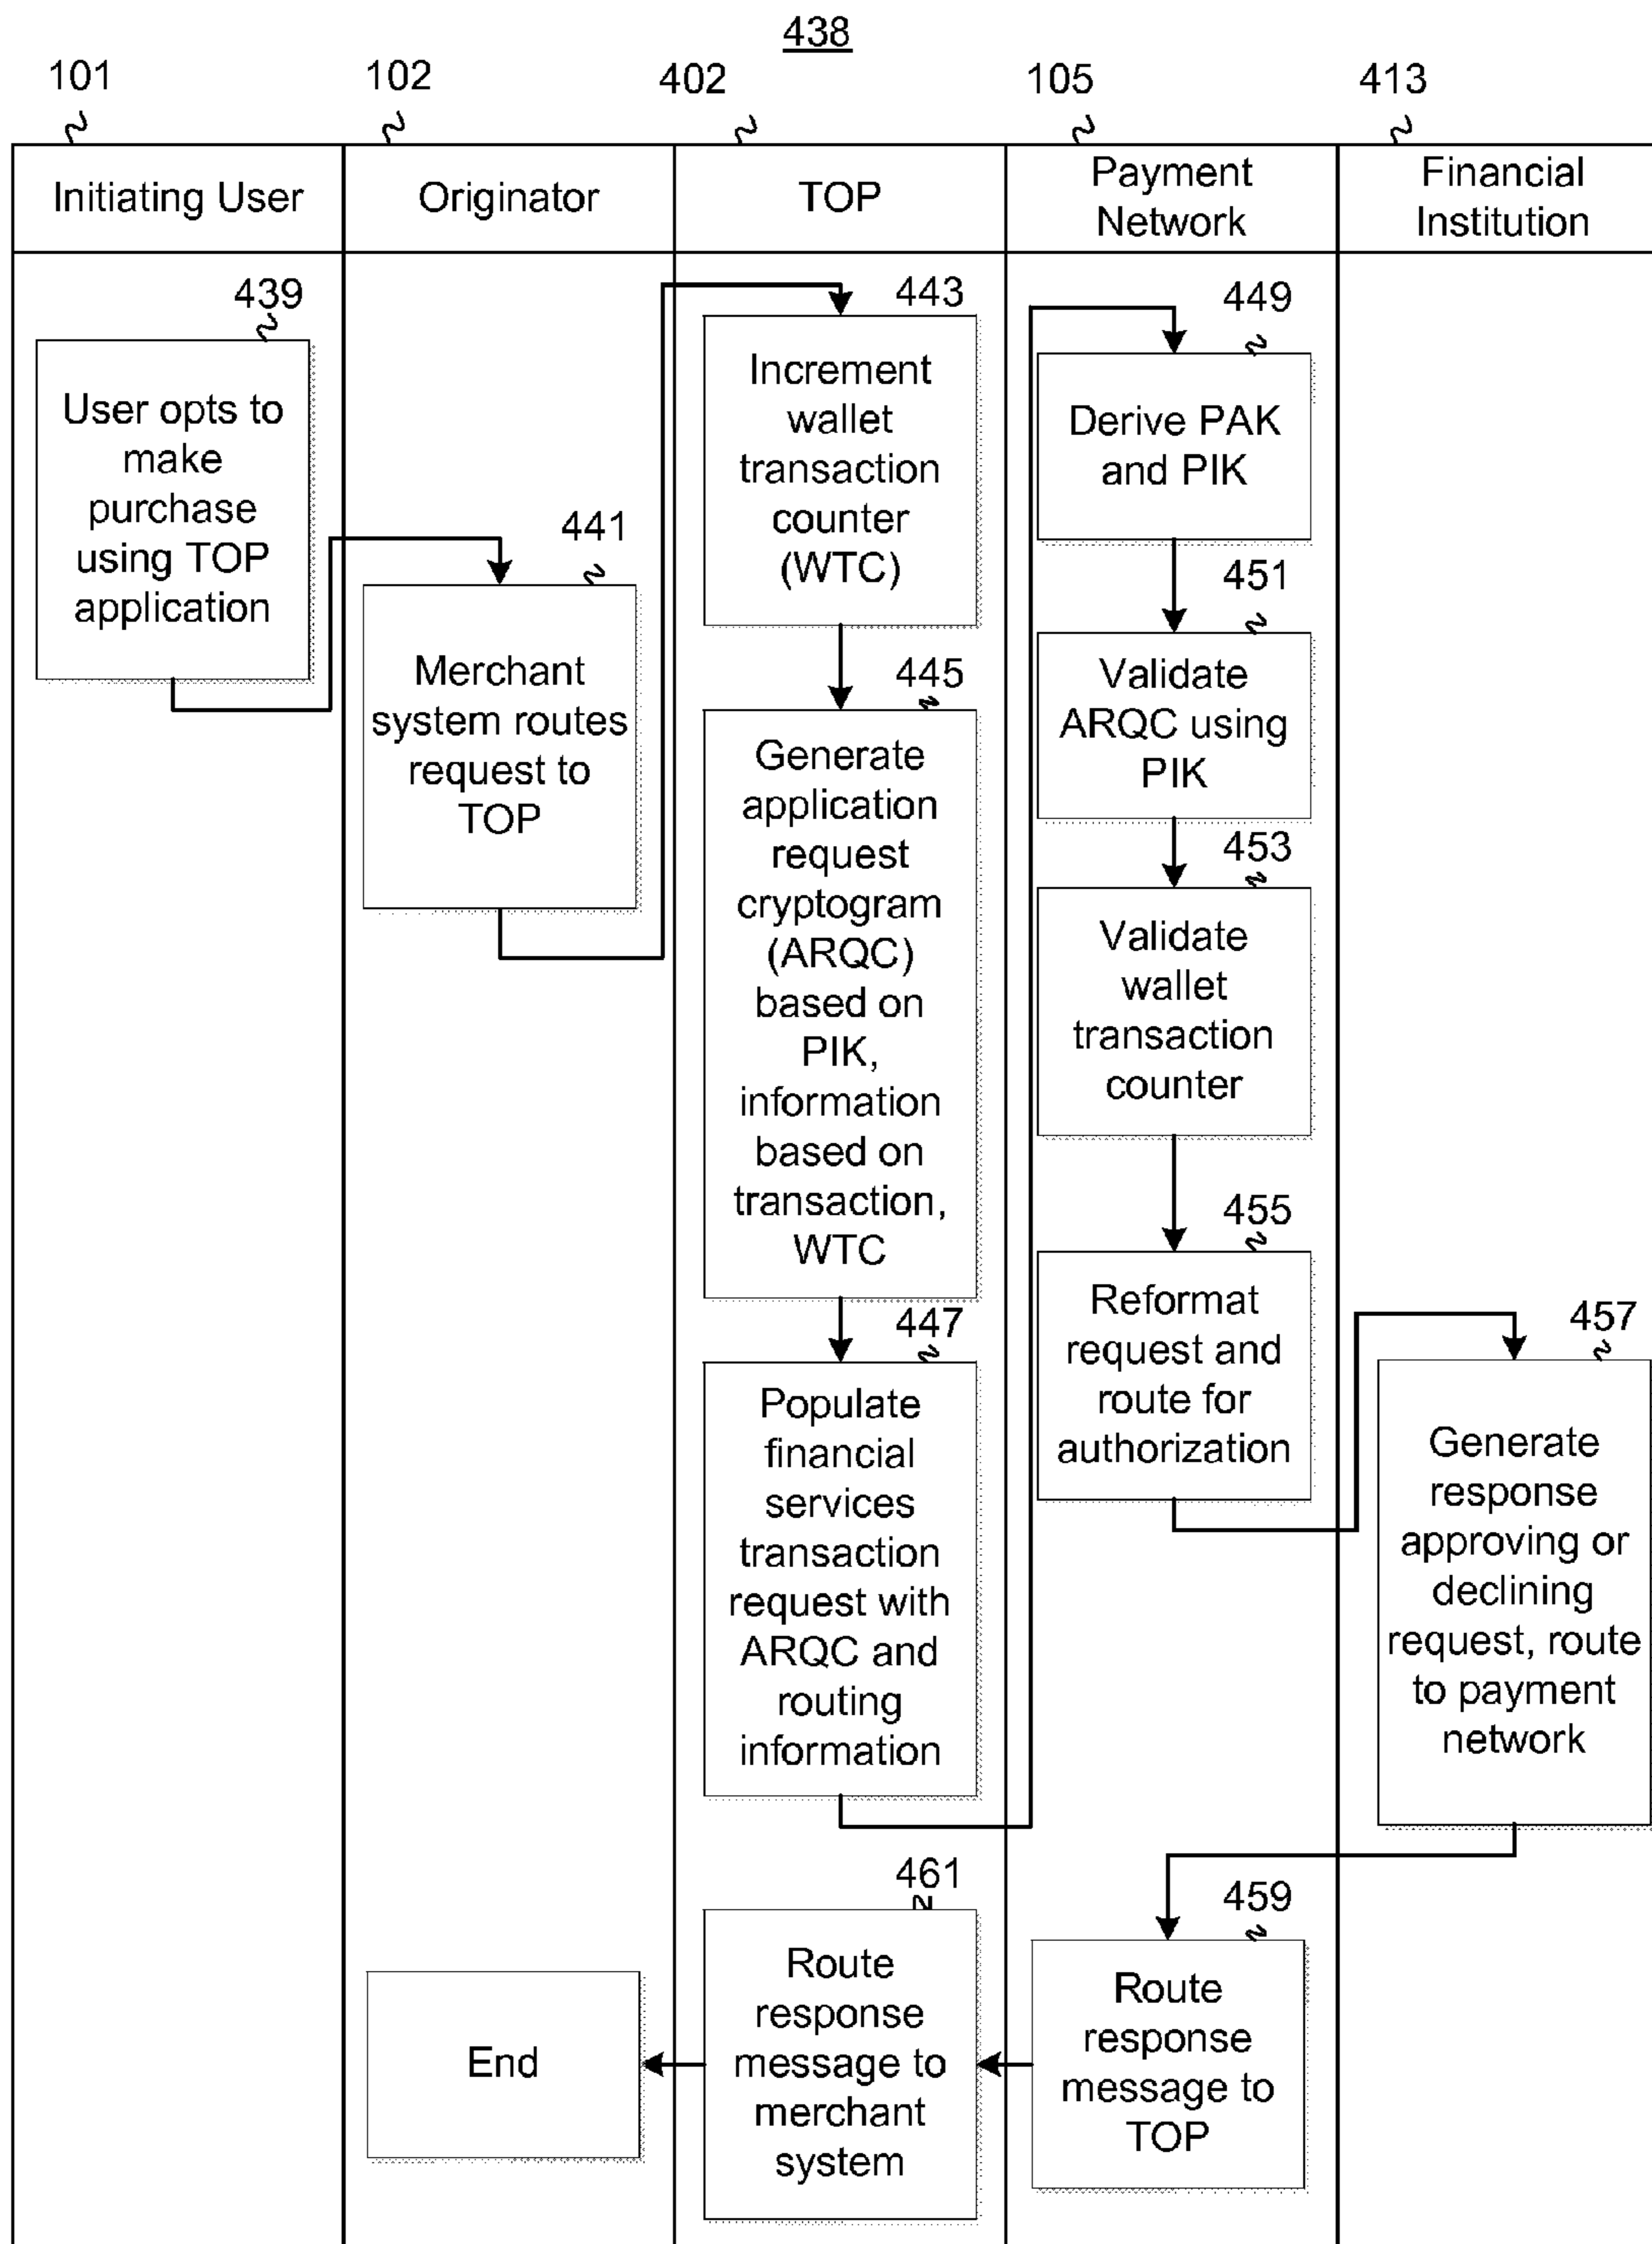 438
101
102
402
105
413
Initiating User
Originator
TOP
Payment
Network
Financial
Institution
439
User opts to
make
purchase
using TOP
application
441
Merchant
system routes
request to
TOP
443
Increment
wallet
transaction
counter
(WTC)
445
Generate
application
request
cryptogram
(ARQC)
based on
PIK,
information
based on
transaction,
WTC
447
Populate
financial
services
transaction
request with
ARQC and
routing
information
449
Derive PAK
and PIK
451
Validate
ARQC using
PIK
453
Validate
wallet
transaction
counter
455
Reformat
request and
route for
authorization
457
Generate
response
approving or
declining
request, route
to payment
network
459
Route
response
message to
TOP
461
Route
response
message to
merchant
system
End